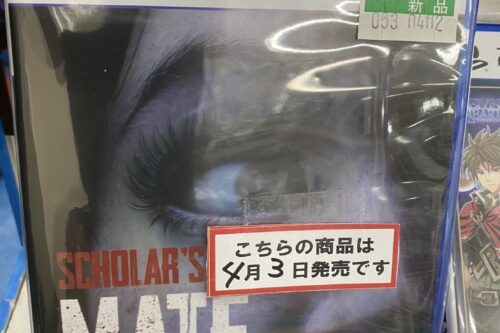 新品
053 0402
SCHOLAR'S
MATE
こちらの商品は
4月3日発売です